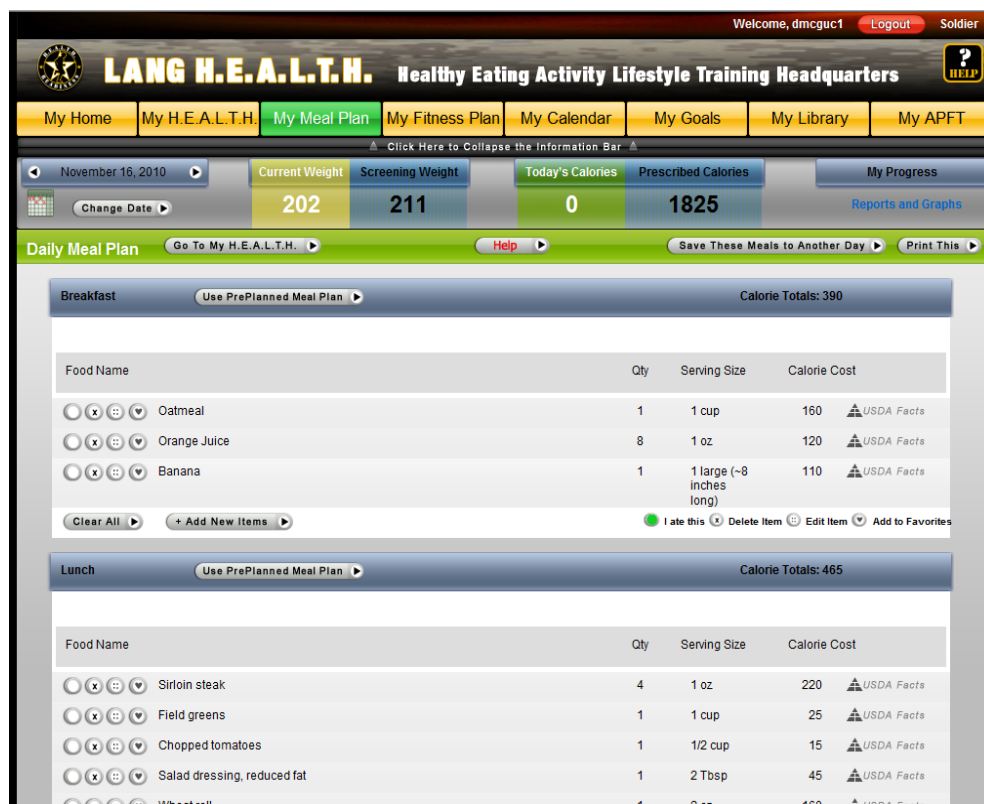 Welcome, dmcguc1 Logout Soldier
LANG H.E.A.L.T.H. Healthy Eating Activity Lifestyle Training Headquarters ? HELP
My Home My H.E.A.L.T.H. My Meal Plan My Fitness Plan My Calendar My Goals My Library My APFT
Click Here to Collapse the Information Bar
November 16, 2010 Current Weight Screening Weight Today's Calories Prescribed Calories My Progress
Change Date 202 211 0 1825 Reports and Graphs
Daily Meal Plan Go To My H.E.A.L.T.H. Help Save These Meals to Another Day Print This
Breakfast Use PrePlanned Meal Plan Calorie Totals: 390
Food Name Qty Serving Size Calorie Cost
Oatmeal 1 1 cup 160 USDA Facts
Orange Juice 8 1 oz 120 USDA Facts
Banana 1 1 large (~8 110 USDA Facts
inches
long)
Clear All + Add New Items I ate this x Delete Item Edit Item Add to Favorites
Lunch Use PrePlanned Meal Plan Calorie Totals: 465
Food Name Qty Serving Size Calorie Cost
Sirloin steak 4 1 oz 220 USDA Facts
Field greens 1 1 cup 25 USDA Facts
Chopped tomatoes 1 1/2 cup 15 USDA Facts
Salad dressing, reduced fat 1 2 Tbsp 45 USDA Facts